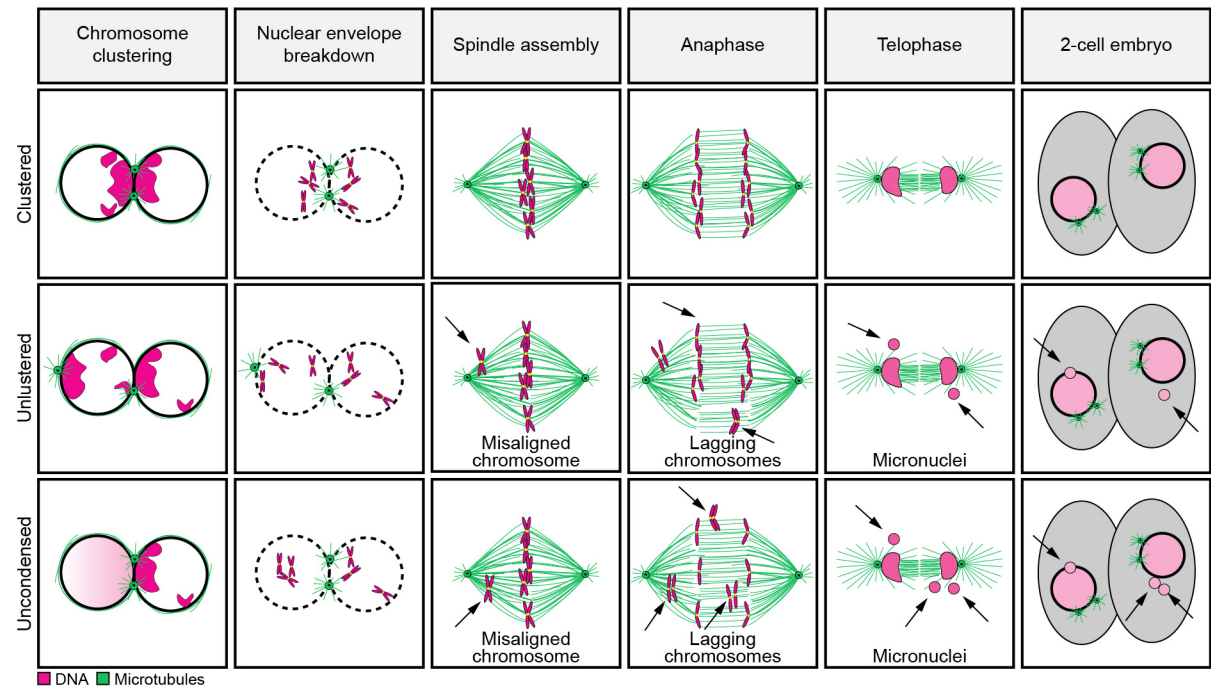 Chromosome
clustering
Nuclear envelope
breakdown
Spindle assembly
Anaphase
Telophase
2-cell embryo
Clustered
Unlustered
Misaligned
chromosome
Lagging
chromosomes
Micronuclei
Uncondensed
Misaligned
chromosome
Lagging
chromosomes
Micronuclei
DNA
Microtubules